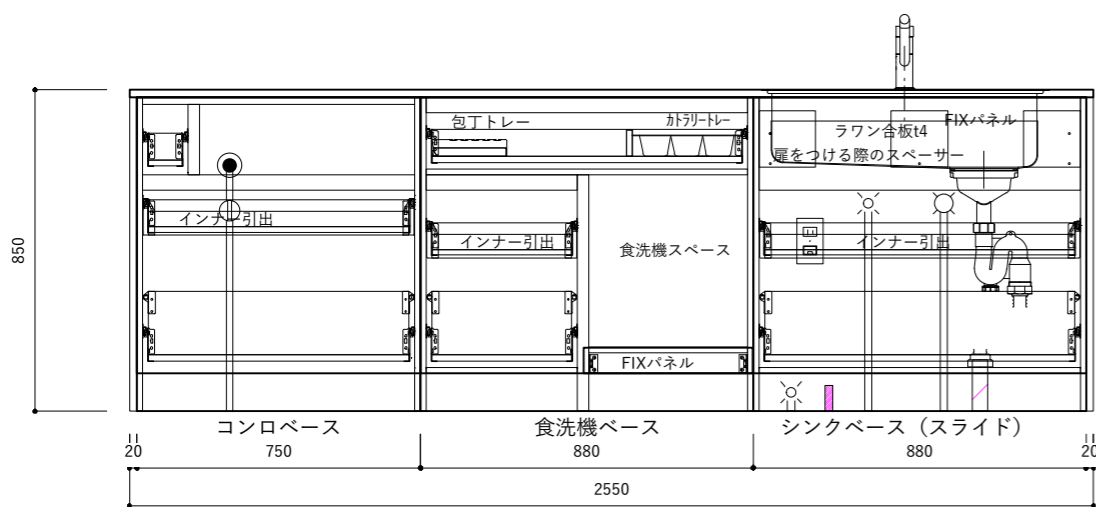 包丁トレー
ｶﾄﾗﾘｰﾄﾚｰ
FIXパネル
ラワン合板t4
扉をつける際のスペーサー
インナー引出
インナー引出
食洗機スペース
インナー引出
FIXパネル
850
コンロベース
食洗機ベース
シンクベース（スライド）
20
750
880
880
20
2550